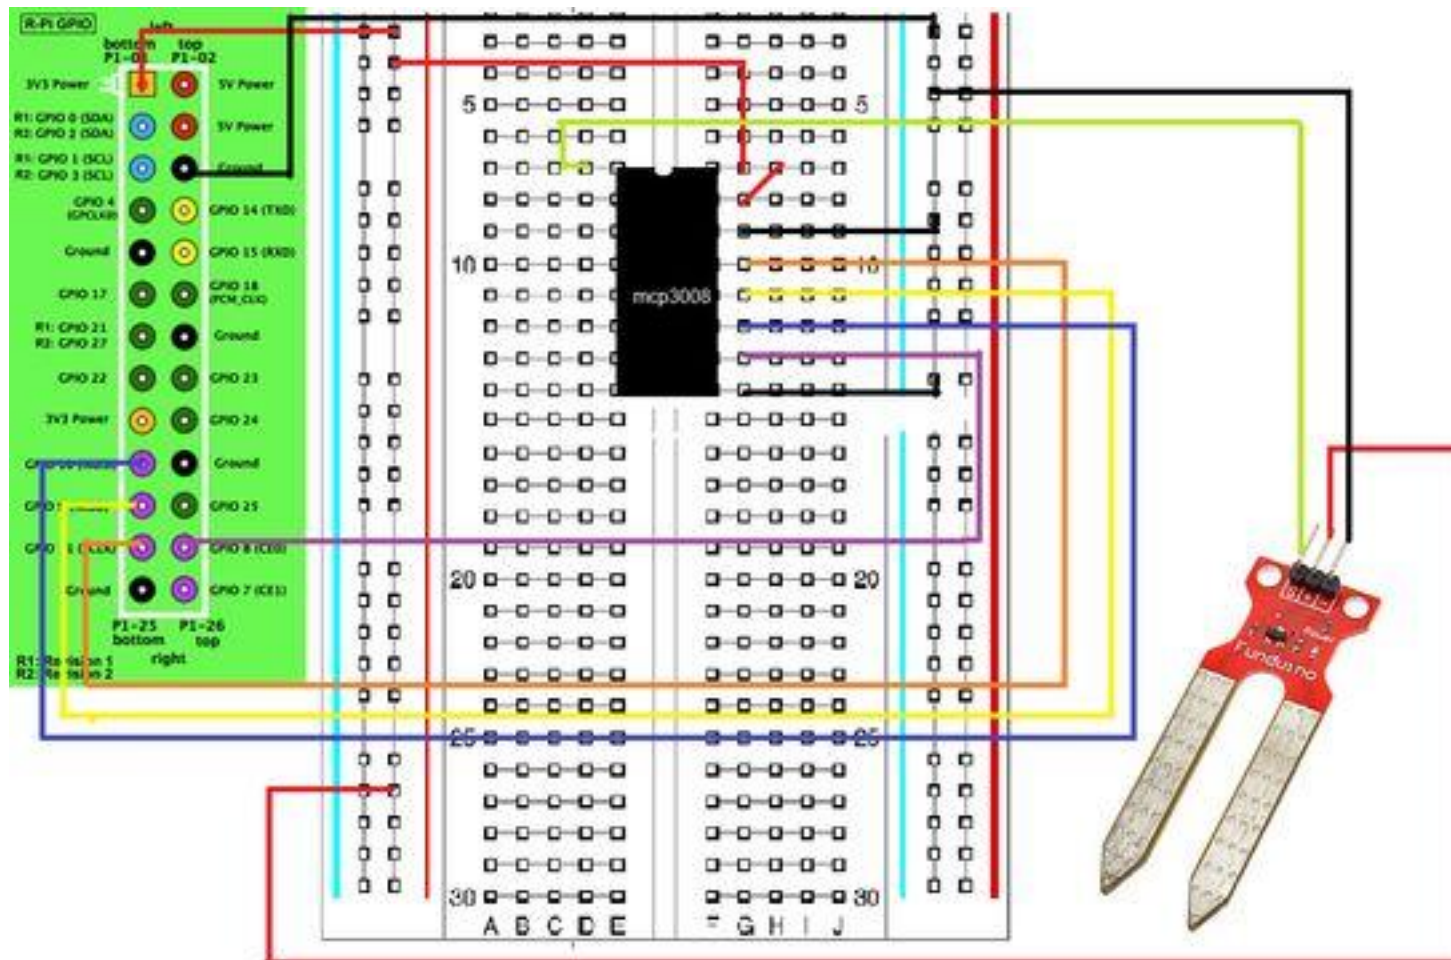 R-Pi GPIO
left
bottom top
P1-01 P1-02
3V3 Power 5V Power
R1: GPIO 0 (SDA)
R2: GPIO 2 (SDA)
5V Power
R1: GPIO 1 (SCL)
R2: GPIO 3 (SCL)
Ground
GPIO 4
(GPCLK0)
GPIO 14 (TXD)
Ground GPIO 15 (RXD)
GPIO 17
GPIO 18
(PCM_CLK)
R1: GPIO 21
R2: GPIO 27
Ground
GPIO 22 GPIO 23
3V3 Power GPIO 24
Ground
GPIO 25
GPIO 8 (CE0)
Ground GPIO 7 (CE1)
P1-25 P1-26
bottom top
right
R1: Revision 1
R2: Revision 2
5 5
10 10
mcp3008
20 20
25 25
30 30
A B C D E F G H I J
Funduino